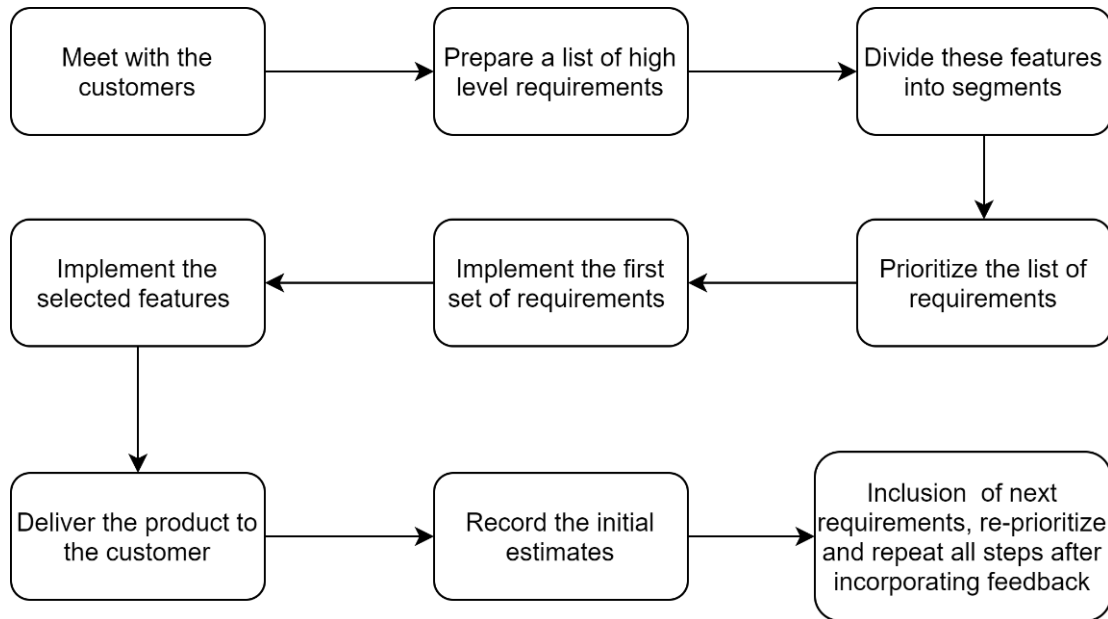 Meet with the
customers
Prepare a list of high
level requirements
Divide these features
into segments
Prioritize the list of
requirements
Implement the first
set of requirements
Implement the
selected features
Deliver the product to
the customer
Record the initial
estimates
Inclusion  of next
requirements, re-prioritize
and repeat all steps after
incorporating feedback